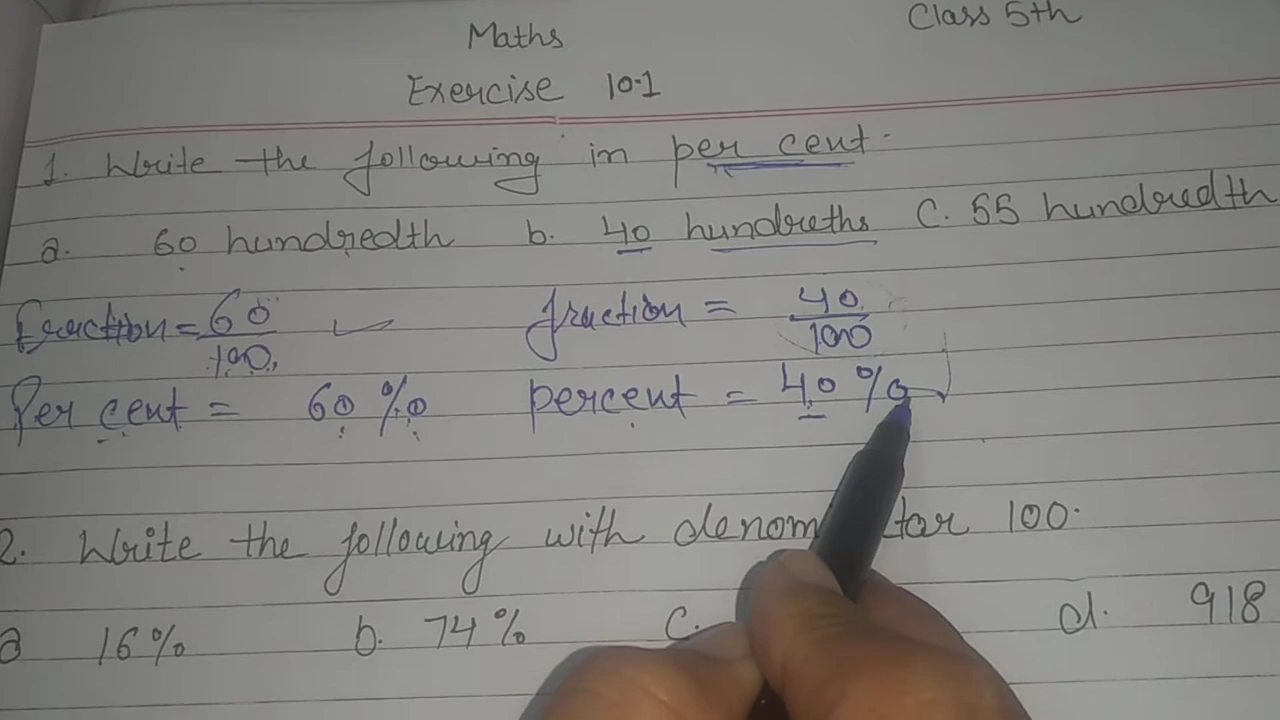 Maths Class 5th
Exercise 10.1
1. Write the following in per cent.
a. 60 hundredth b. 40 hundreths C. 55 hundredth
fraction = 60/100 fraction = 40/100
Per cent = 60% percent = 40%
2. Write the following with 100.
a 16% b. 74% c. d. 918